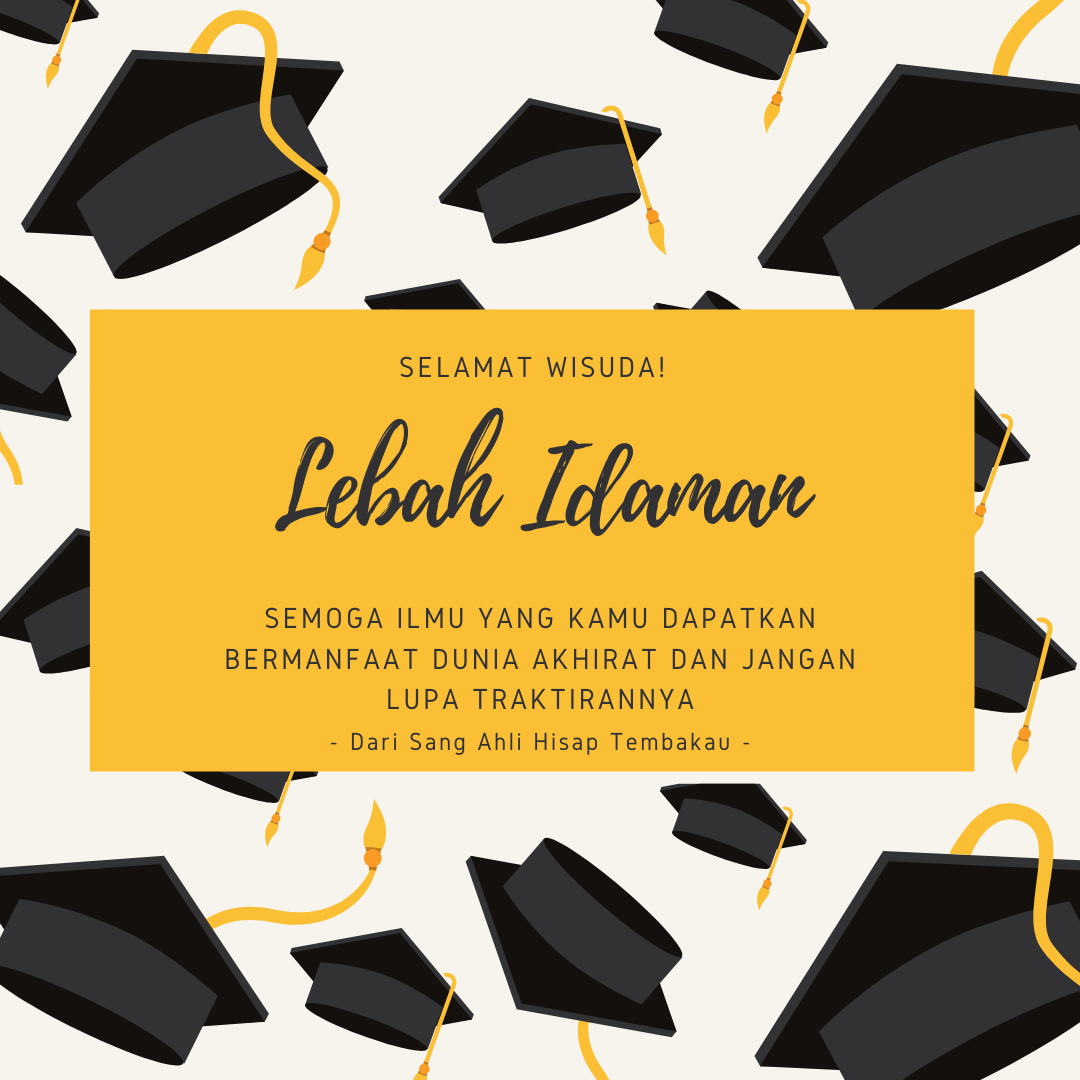 SELAMAT WISUDA!
Lebah Idaman
SEMOGA ILMU YANG KAMU DAPATKAN
BERMANFAAT DUNIA AKHIRAT DAN JANGAN
LUPA TRAKTIRANNYA
- Dari Sang Ahli Hisap Tembakau -